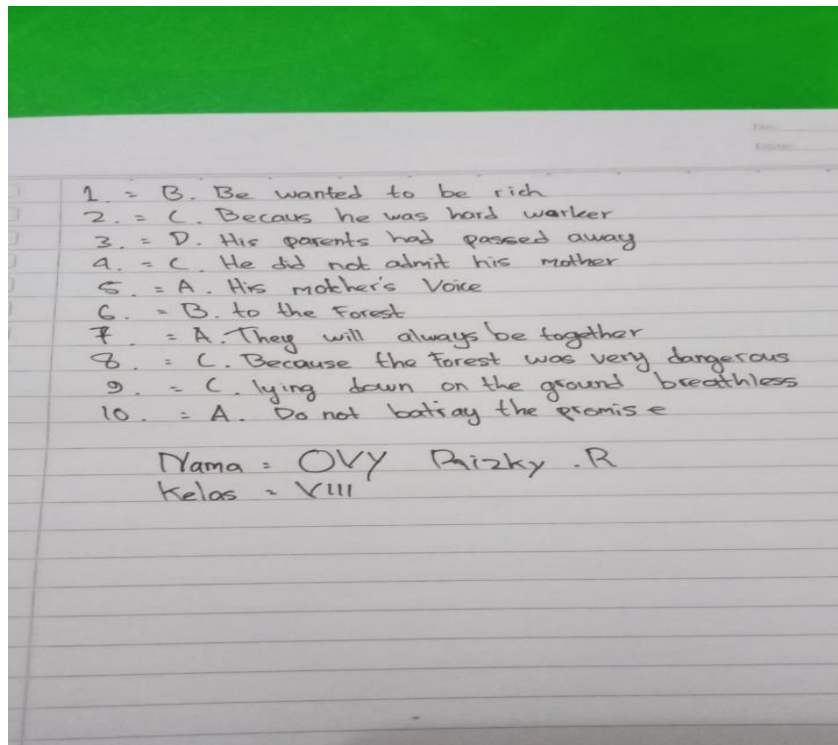 1. = B. Be wanted to be rich
2. = C. Becaus he was hard worker
3. = D. His parents had passed away
4. = C. He did not admit his mother
5. = A. His mother's Voice
6. = B. to the Forest
7. = A. They will always be together
8. = C. Because the Forest was very dangerous
9. = C. lying down on the ground breathless
10. = A. Do not batray the promise
Nama = OVY Raizky . R
Kelas = VIII